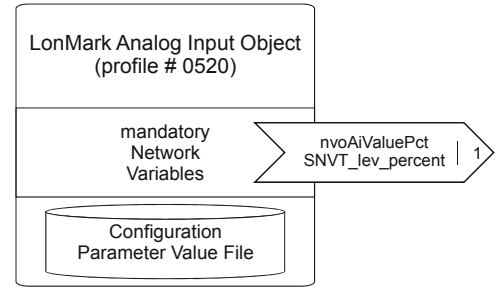 LonMark Analog Input Object
(profile # 0520)
mandatory
Network
Variables
nvoAiValuePct
SNVT_lev_percent
1
Configuration
Parameter Value File